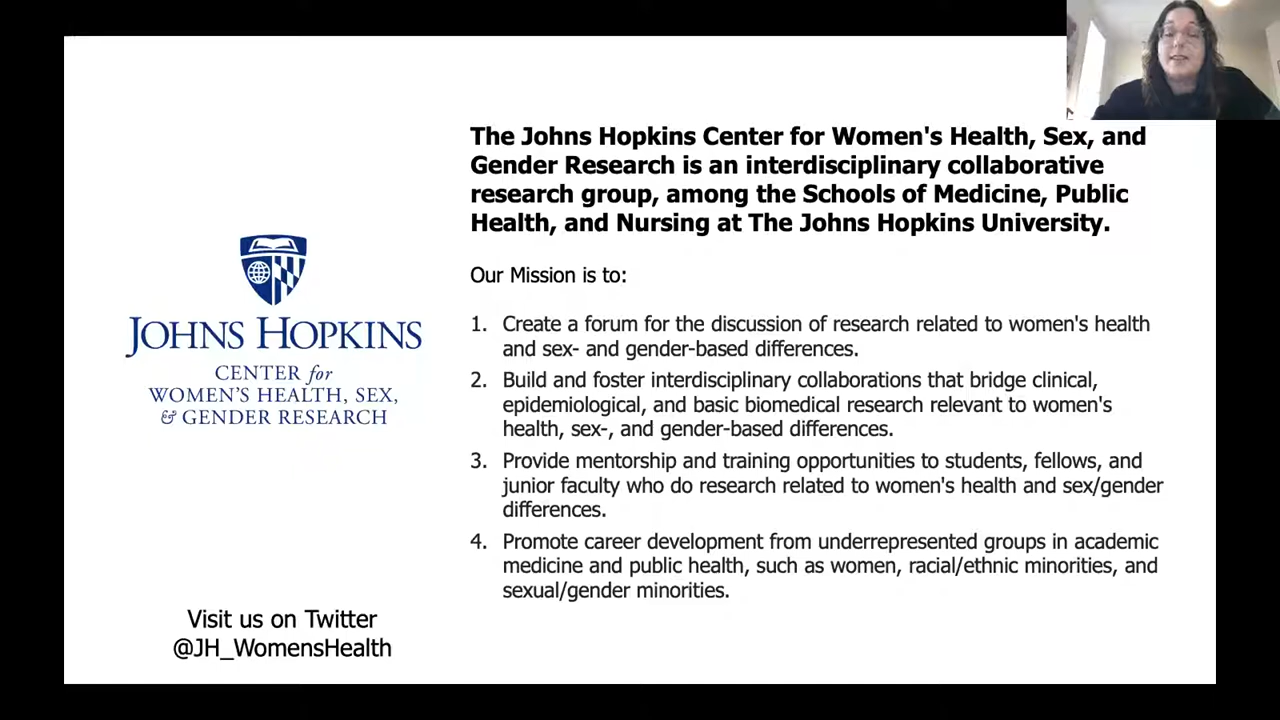 The Johns Hopkins Center for Women's Health, Sex, and
Gender Research is an interdisciplinary collaborative
research group, among the Schools of Medicine, Public
Health, and Nursing at The Johns Hopkins University.
Our Mission is to:
1. Create a forum for the discussion of research related to women's health
and sex- and gender-based differences.
2. Build and foster interdisciplinary collaborations that bridge clinical,
epidemiological, and basic biomedical research relevant to women's
health, sex-, and gender-based differences.
3. Provide mentorship and training opportunities to students, fellows, and
junior faculty who do research related to women's health and sex/gender
differences.
4. Promote career development from underrepresented groups in academic
medicine and public health, such as women, racial/ethnic minorities, and
sexual/gender minorities.
JOHNS HOPKINS
CENTER for
WOMEN'S HEALTH, SEX,
& GENDER RESEARCH
Visit us on Twitter
@JH_WomensHealth